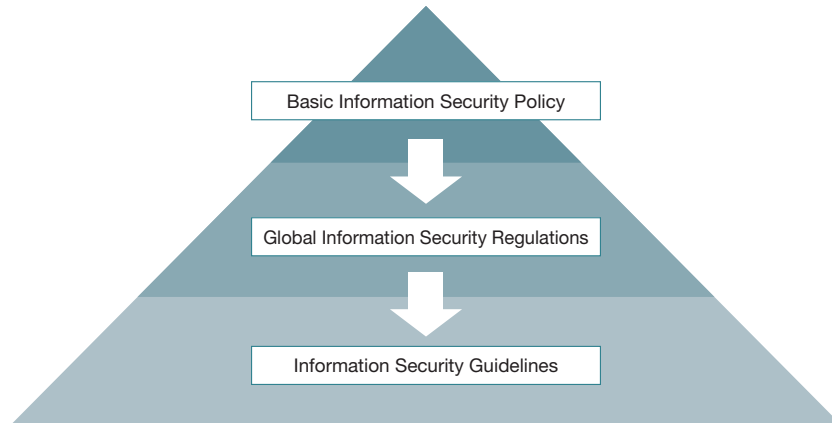 Basic Information Security Policy
Global Information Security Regulations
Information Security Guidelines